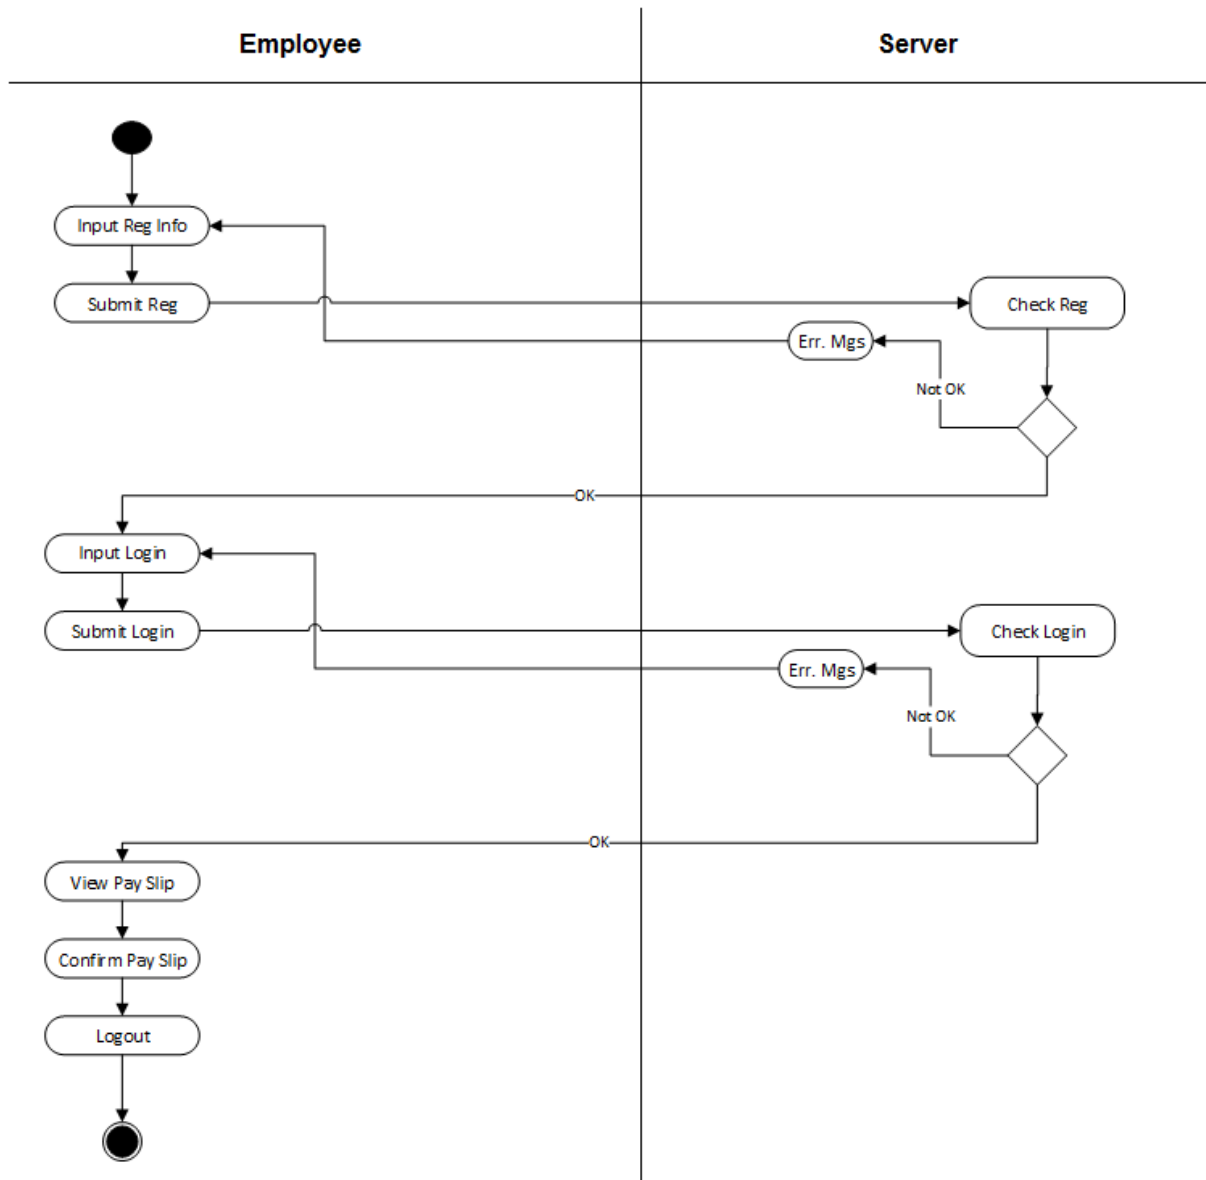 Employee
Server
Input Reg Info
Submit Reg
Check Reg
Err. Mgs
Not OK
OK
Input Login
Submit Login
Check Login
Err. Mgs
Not OK
OK
View Pay Slip
Confirm Pay Slip
Logout